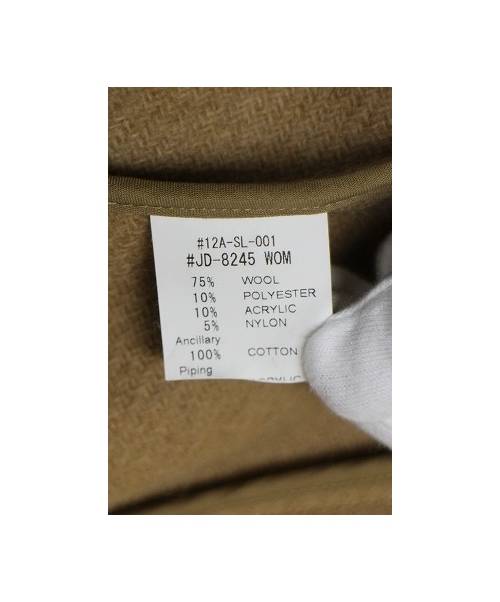 #12A-SL-001
#JD-8245 WOM
75% WOOL
10% POLYESTER
10% ACRYLIC
5% NYLON
Ancillary
100% COTTON
Piping